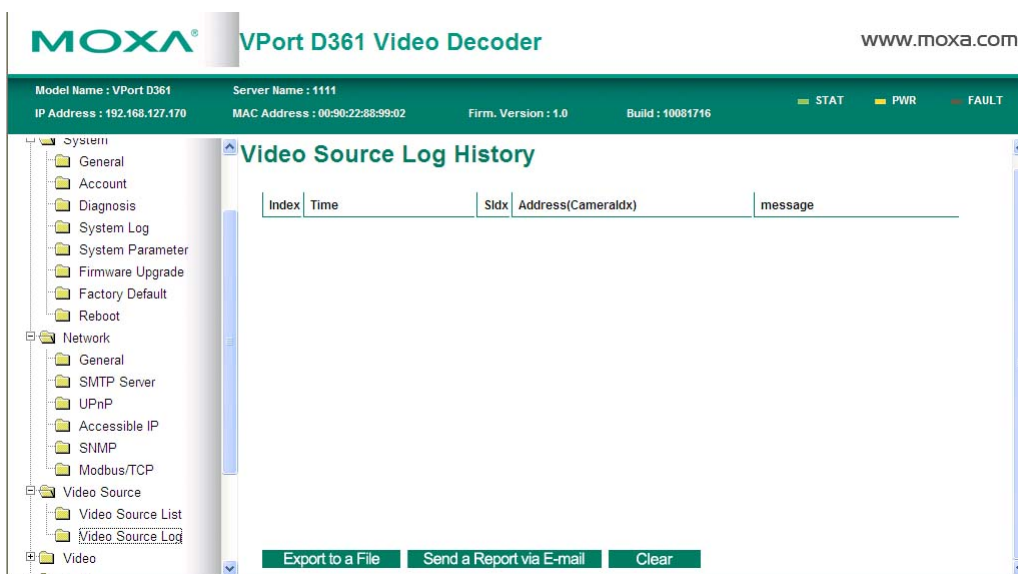 MOXA®
VPort D361 Video Decoder
www.moxa.com
Model Name : VPort D361
Server Name : 1111
IP Address : 192.168.127.170
MAC Address : 00:90:22:88:99:02
Firm. Version : 1.0
Build : 10081716
STAT
PWR
FAULT
System
General
Account
Diagnosis
System Log
System Parameter
Firmware Upgrade
Factory Default
Reboot
Network
General
SMTP Server
UPnP
Accessible IP
SNMP
Modbus/TCP
Video Source
Video Source List
Video Source Log
Video
Video Source Log History
Index Time SIdx Address(CameraIdx) message
Export to a File
Send a Report via E-mail
Clear